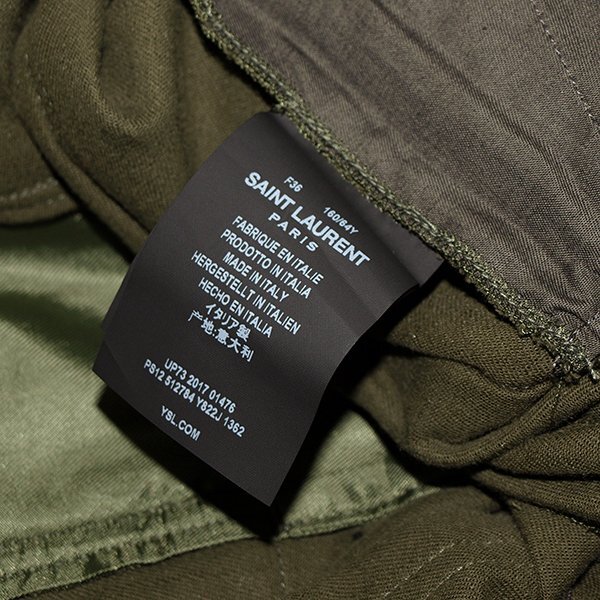 F36 160/64Y
SAINT LAURENT
PARIS
FABRIQUE EN ITALIE
PRODOTTO IN ITALIA
MADE IN ITALY
HERGESTELLT IN ITALIEN
HECHO EN ITALIA
イタリア製
产地:意大利
UP73 2017 01476
PS12 512784 Y822J 1362
YSL.COM